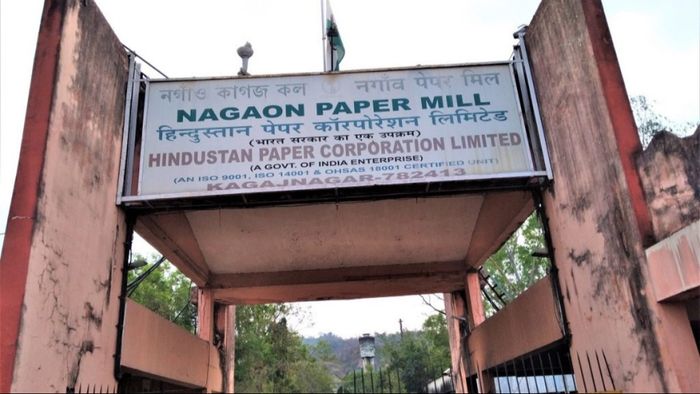 নগাঁও কাগজ কল नगाँव पेपर मिल
NAGAON PAPER MILL
हिन्दुस्तान पेपर कॉरपोरेशन लिमिटेड
(भारत सरकार का एक उपक्रम)
HINDUSTAN PAPER CORPORATION LIMITED
(A GOVT. OF INDIA ENTERPRISE)
(AN ISO 9001, ISO 14001 & OHSAS 18001 CERTIFIED UNIT)
KAGAJNAGAR-782413